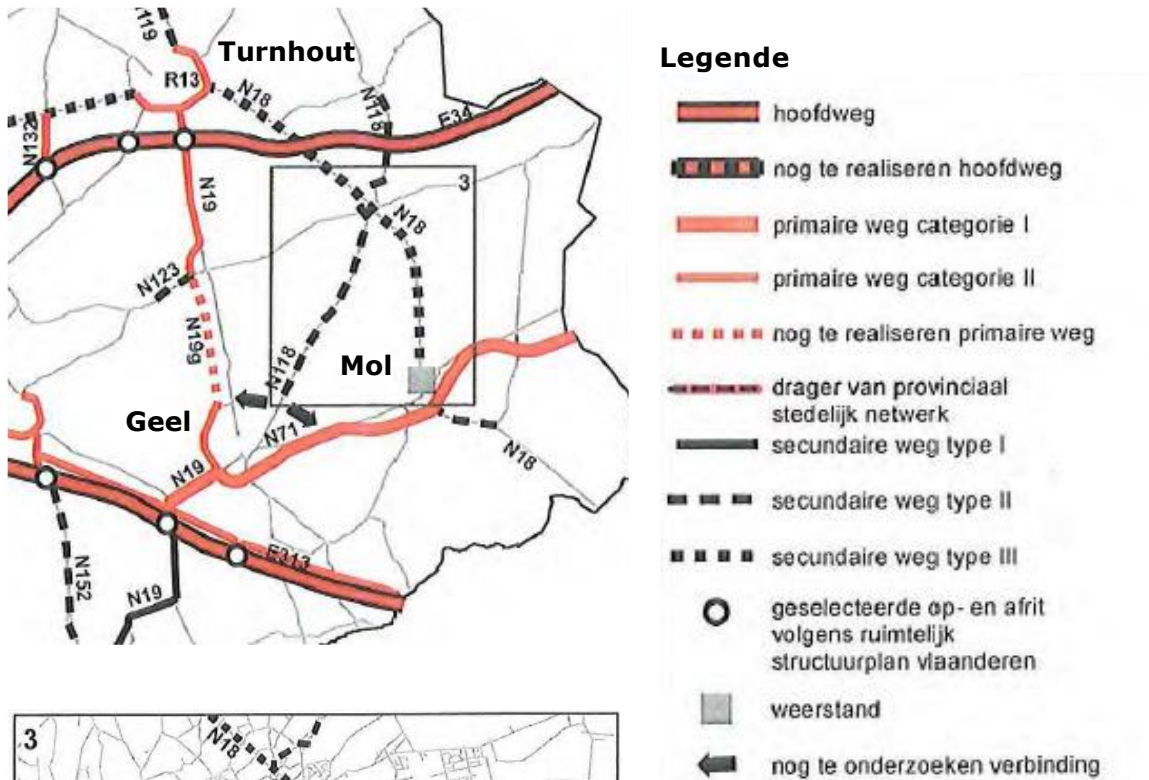 N119
Turnhout
R13
N18
N118
E34
N132
N19
3
N18
N123
N19g
N118
Mol
Geel
N71
N19
N18
E313
N152
N19
3
N18
Legende
hoofdweg
nog te realiseren hoofdweg
primaire weg categorie I
primaire weg categorie II
nog te realiseren primaire weg
drager van provinciaal
stedelijk netwerk
secundaire weg type I
secundaire weg type II
secundaire weg type III
geselecteerde op- en afrit
volgens ruimtelijk
structuurplan vlaanderen
weerstand
nog te onderzoeken verbinding